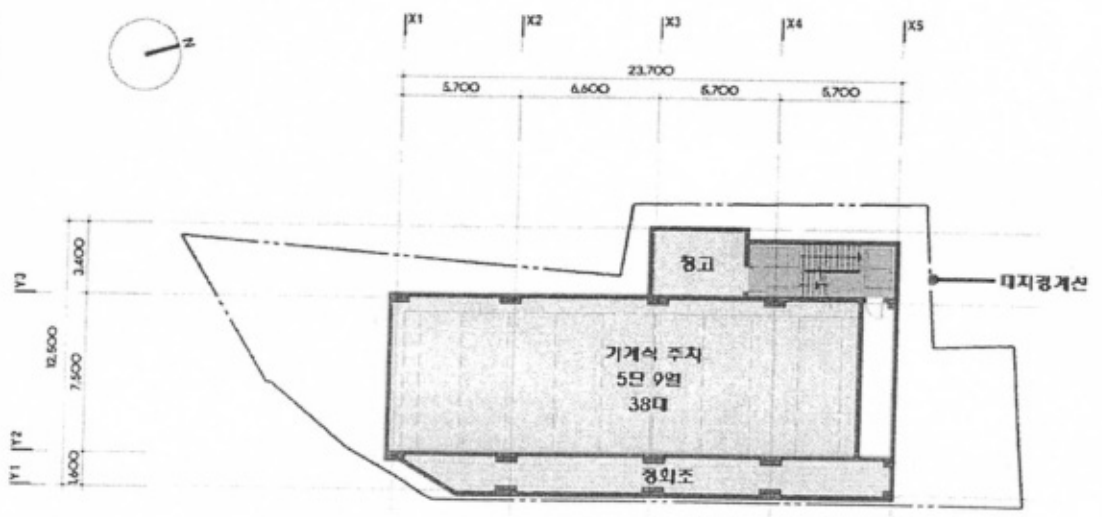 X1
X2
X3
X4
X5
N
23,700
5,700
6,600
5,700
5,700
3,400
창고
대지경계선
Y3
12,500
7,500
기계식 주차
5단 9열
38대
Y2
Y1
1,600
정화조